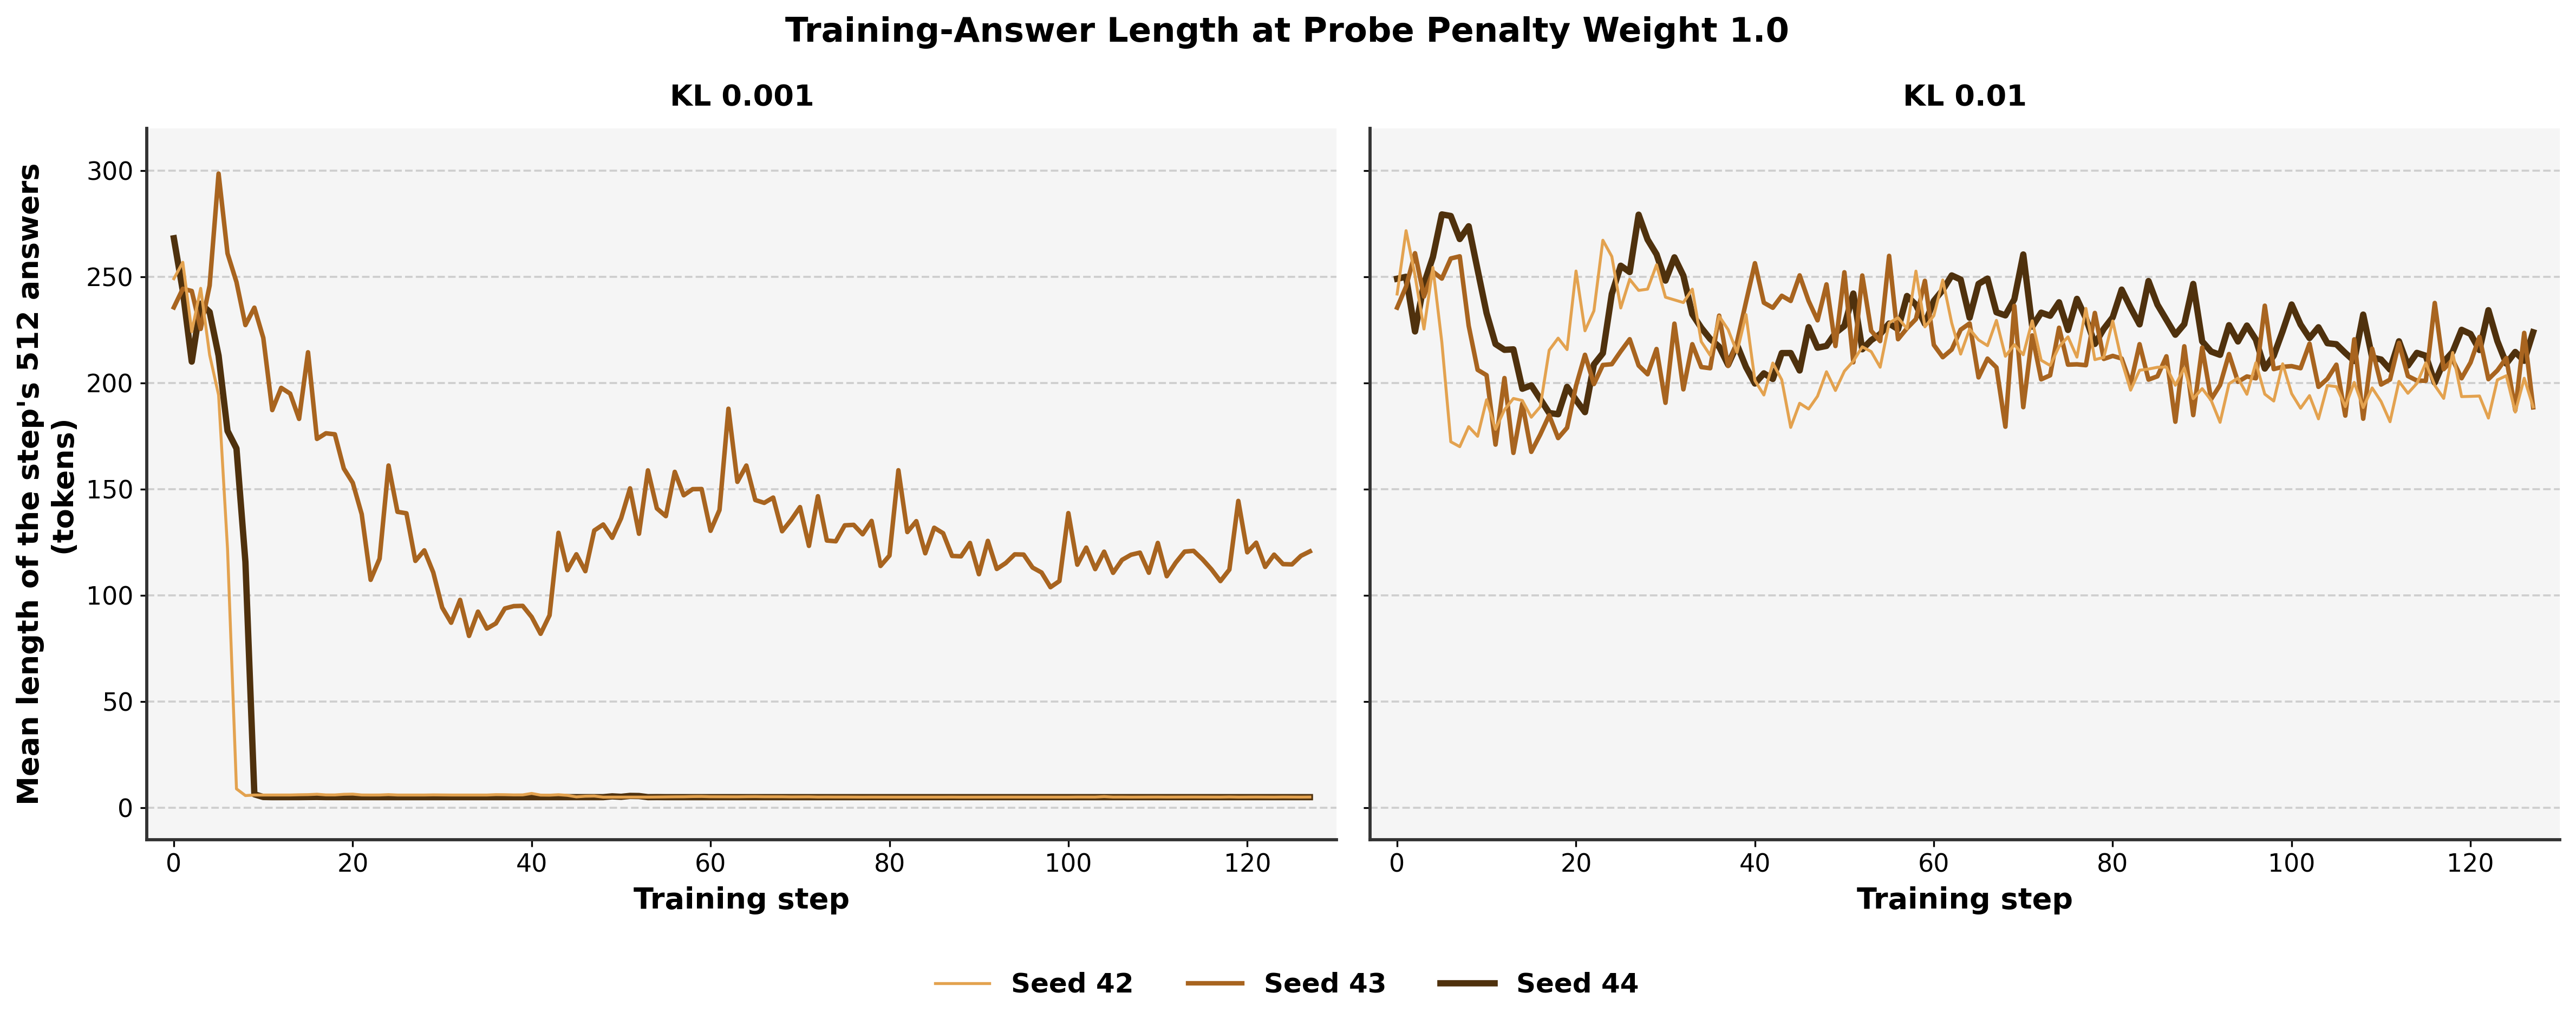 Training-Answer Length at Probe Penalty Weight 1.0
KL 0.001
KL 0.01
Mean length of the step's 512 answers
(tokens)
300
250
200
150
100
50
0
0 20 40 60 80 100 120
0 20 40 60 80 100 120
Training step
Training step
Seed 42
Seed 43
Seed 44